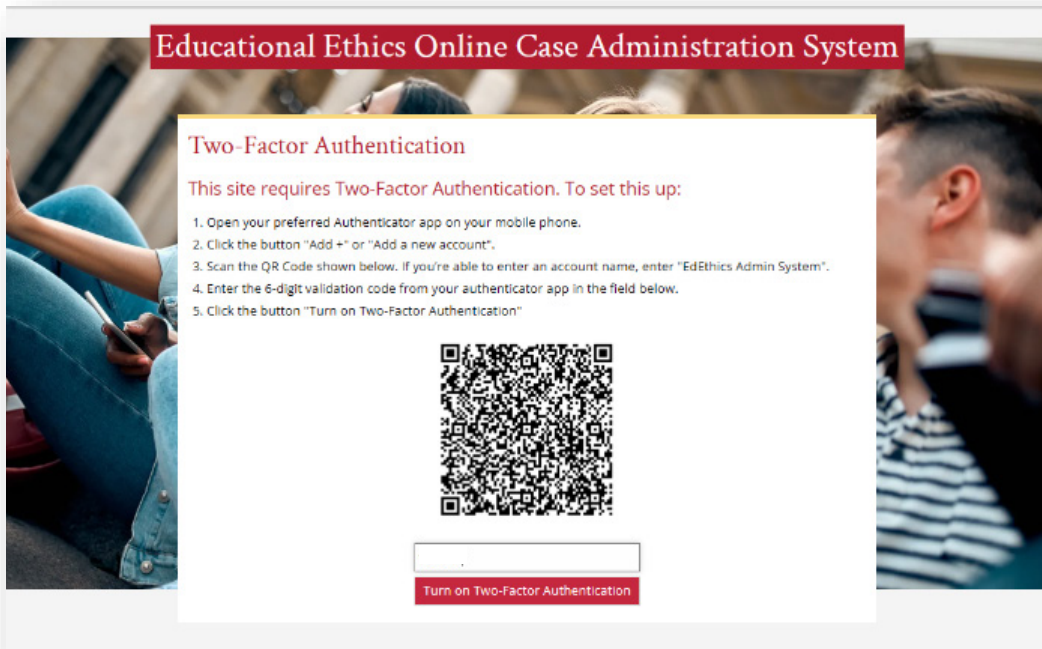 Educational Ethics Online Case Administration System
Two-Factor Authentication
This site requires Two-Factor Authentication. To set this up:
1. Open your preferred Authenticator app on your mobile phone.
2. Click the button "Add +" or "Add a new account".
3. Scan the QR Code shown below. If you're able to enter an account name, enter "EdEthics Admin System".
4. Enter the 6-digit validation code from your authenticator app in the field below.
5. Click the button "Turn on Two-Factor Authentication"
Turn on Two-Factor Authentication